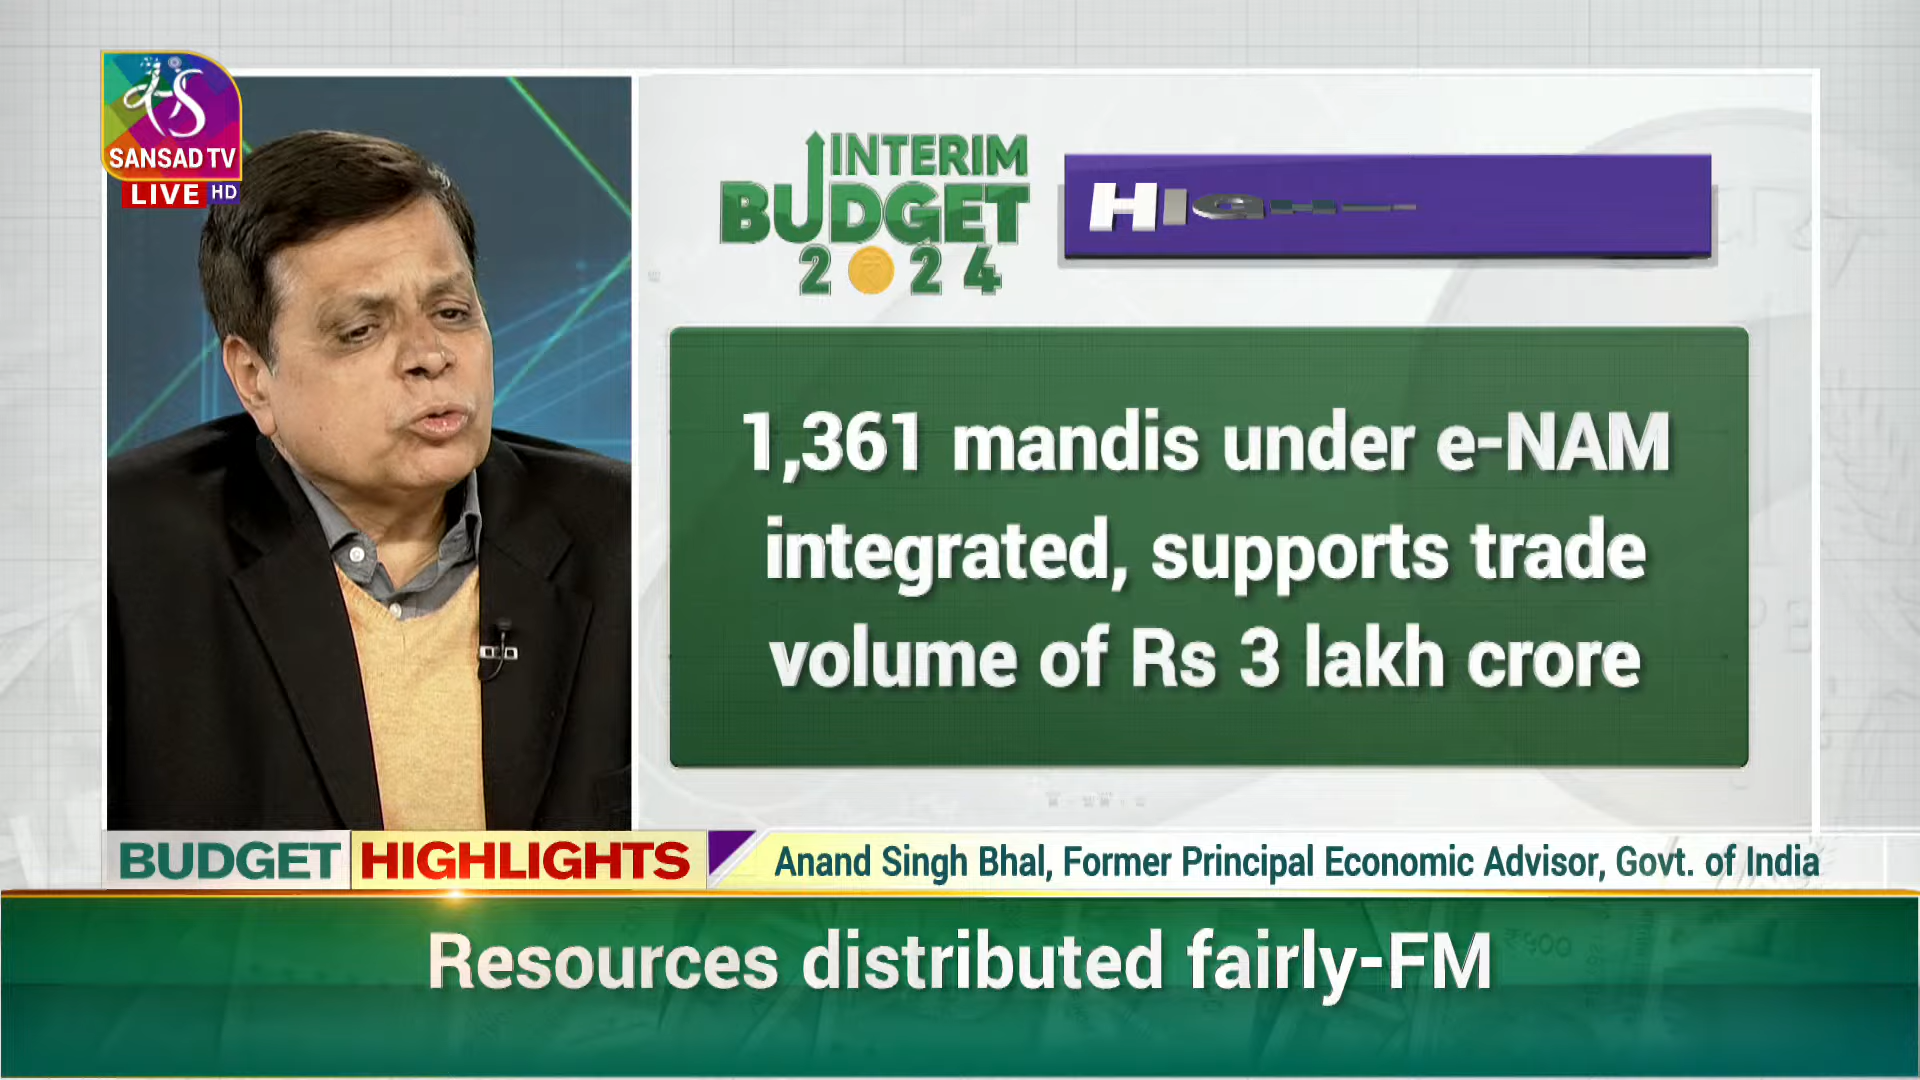 SANSAD TV
LIVE HD
INTERIM
BUDGET
2024
1,361 mandis under e-NAM
integrated, supports trade
volume of Rs 3 lakh crore
BUDGET HIGHLIGHTS
Anand Singh Bhal, Former Principal Economic Advisor, Govt. of India
Resources distributed fairly-FM